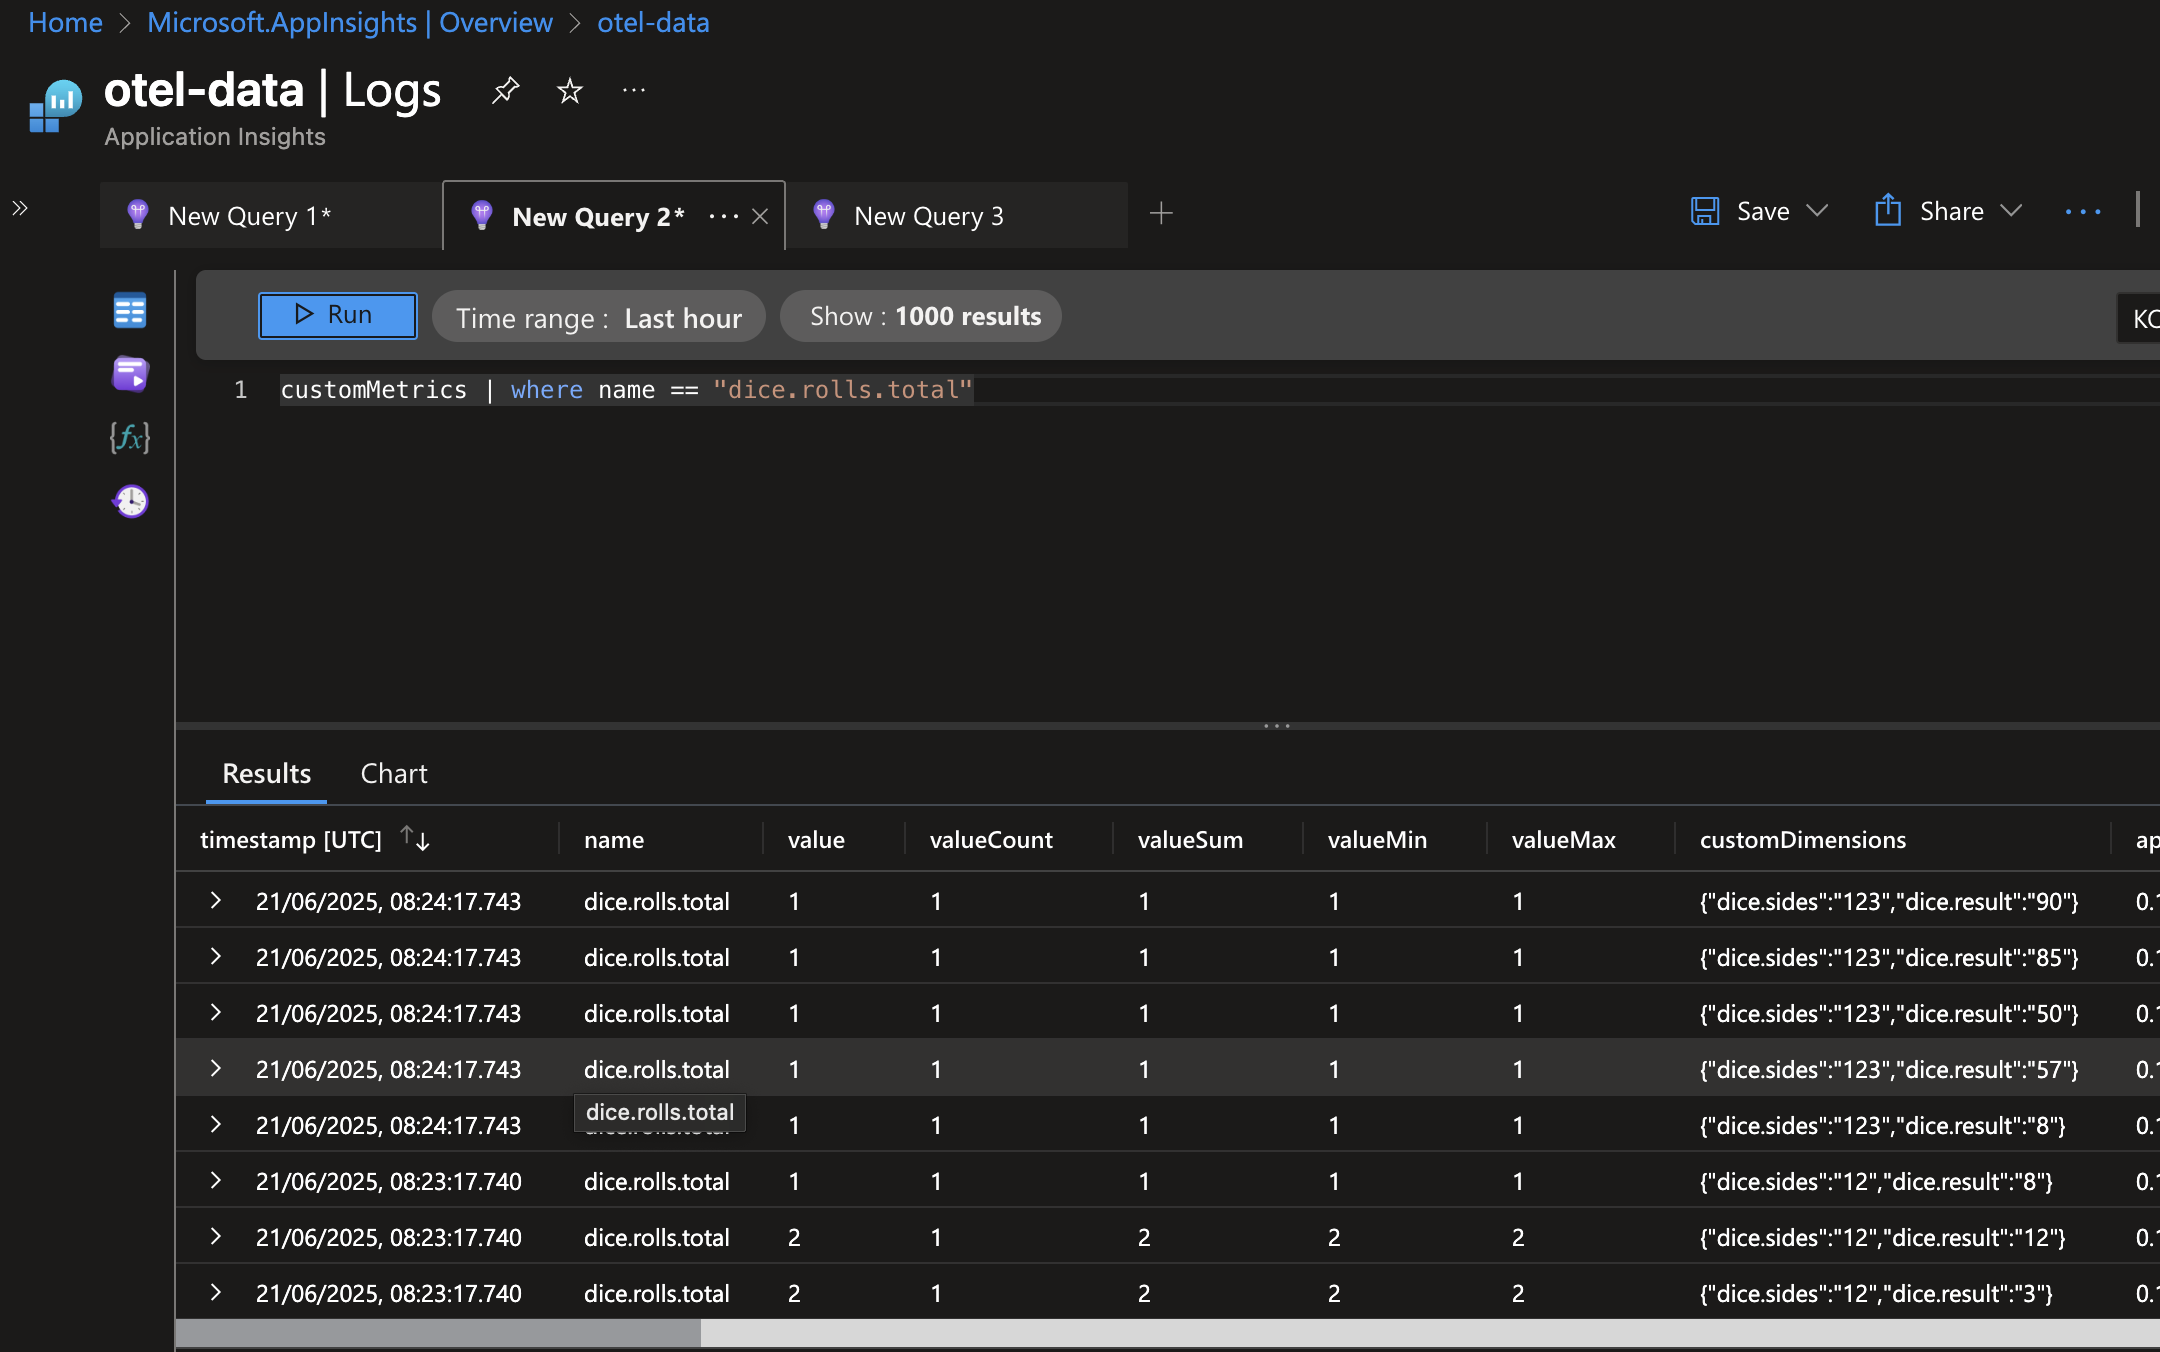 Home > Microsoft.AppInsights | Overview > otel-data
otel-data | Logs ...
Application Insights
New Query 1*
New Query 2* ...
New Query 3
Save
Share
Run
Time range : Last hour
Show : 1000 results
1 customMetrics | where name == "dice.rolls.total"
Results Chart
timestamp [UTC] name value valueCount valueSum valueMin valueMax customDimensions
21/06/2025, 08:24:17.743 dice.rolls.total 1 1 1 1 1 {"dice.sides":"123","dice.result":"90"}
21/06/2025, 08:24:17.743 dice.rolls.total 1 1 1 1 1 {"dice.sides":"123","dice.result":"85"}
21/06/2025, 08:24:17.743 dice.rolls.total 1 1 1 1 1 {"dice.sides":"123","dice.result":"50"}
21/06/2025, 08:24:17.743 dice.rolls.total 1 1 1 1 1 {"dice.sides":"123","dice.result":"57"}
dice.rolls.total
21/06/2025, 08:24:17.743 1 1 1 1 1 {"dice.sides":"123","dice.result":"8"}
21/06/2025, 08:23:17.740 dice.rolls.total 1 1 1 1 1 {"dice.sides":"12","dice.result":"8"}
21/06/2025, 08:23:17.740 dice.rolls.total 2 1 2 2 2 {"dice.sides":"12","dice.result":"12"}
21/06/2025, 08:23:17.740 dice.rolls.total 2 1 2 2 2 {"dice.sides":"12","dice.result":"3"}